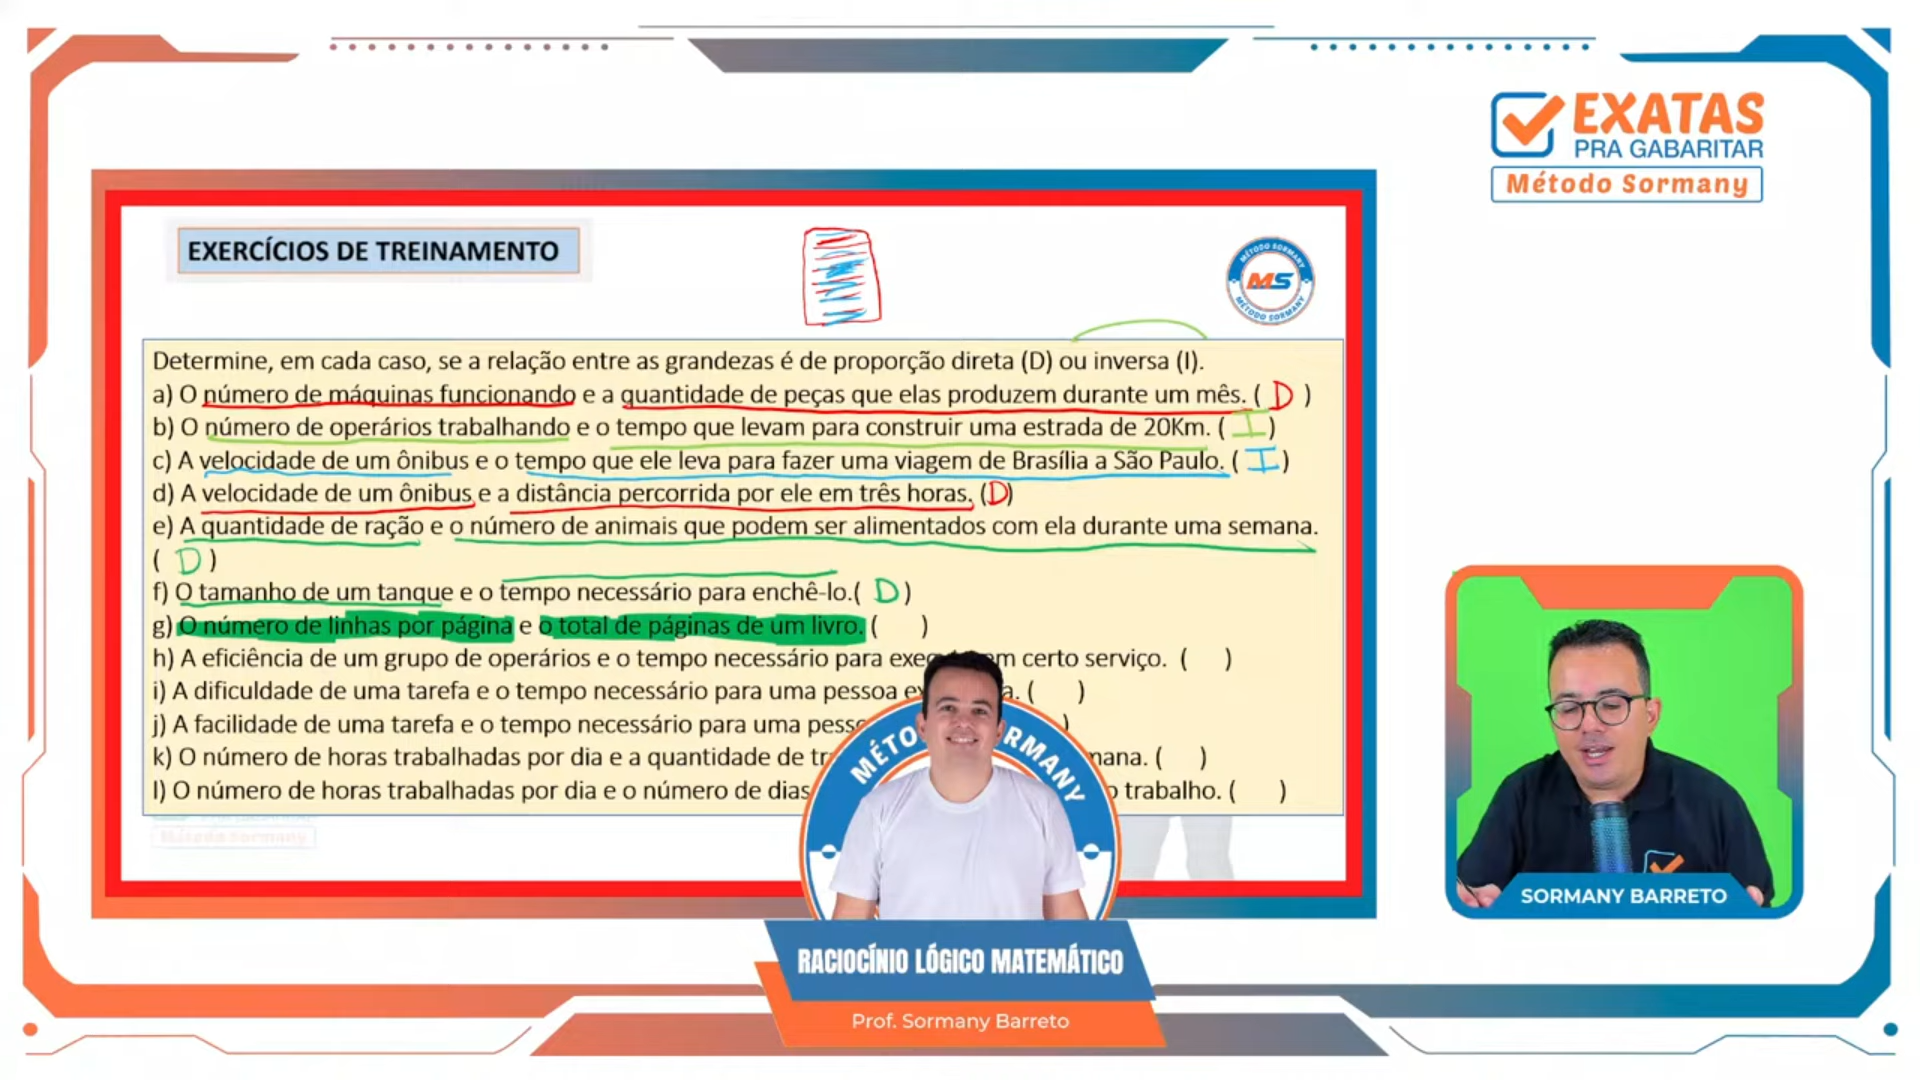 EXATAS
PRA GABARITAR
Método Sormany
EXERCÍCIOS DE TREINAMENTO
MÉTODO SORMANY
MS
MÉTODO SORMANY
Determine, em cada caso, se a relação entre as grandezas é de proporção direta (D) ou inversa (I).
a) O número de máquinas funcionando e a quantidade de peças que elas produzem durante um mês. ( D )
b) O número de operários trabalhando e o tempo que levam para construir uma estrada de 20Km. ( I )
c) A velocidade de um ônibus e o tempo que ele leva para fazer uma viagem de Brasília a São Paulo. ( I )
d) A velocidade de um ônibus e a distância percorrida por ele em três horas. (D)
e) A quantidade de ração e o número de animais que podem ser alimentados com ela durante uma semana.
( D )
f) O tamanho de um tanque e o tempo necessário para enchê-lo.( D )
g) O número de linhas por página e o total de páginas de um livro. ( )
h) A eficiência de um grupo de operários e o tempo necessário para certo serviço. ( )
i) A dificuldade de uma tarefa e o tempo necessário para uma pessoa ( )
j) A facilidade de uma tarefa e o tempo necessário para uma )
k) O número de horas trabalhadas por dia e a quantidade de ( )
l) O número de horas trabalhadas por dia e o número de dias trabalho. ( )
Método Sormany
SORMANY BARRETO
RACIOCÍNIO LÓGICO MATEMÁTICO
Prof. Sormany Barreto